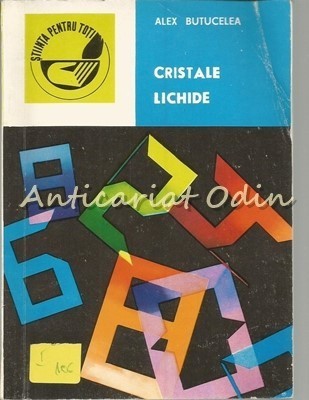 ȘTIINȚA PENTRU TOȚI
ALEX BUTUCELEA
CRISTALE
LICHIDE
Anticariat Odin
I